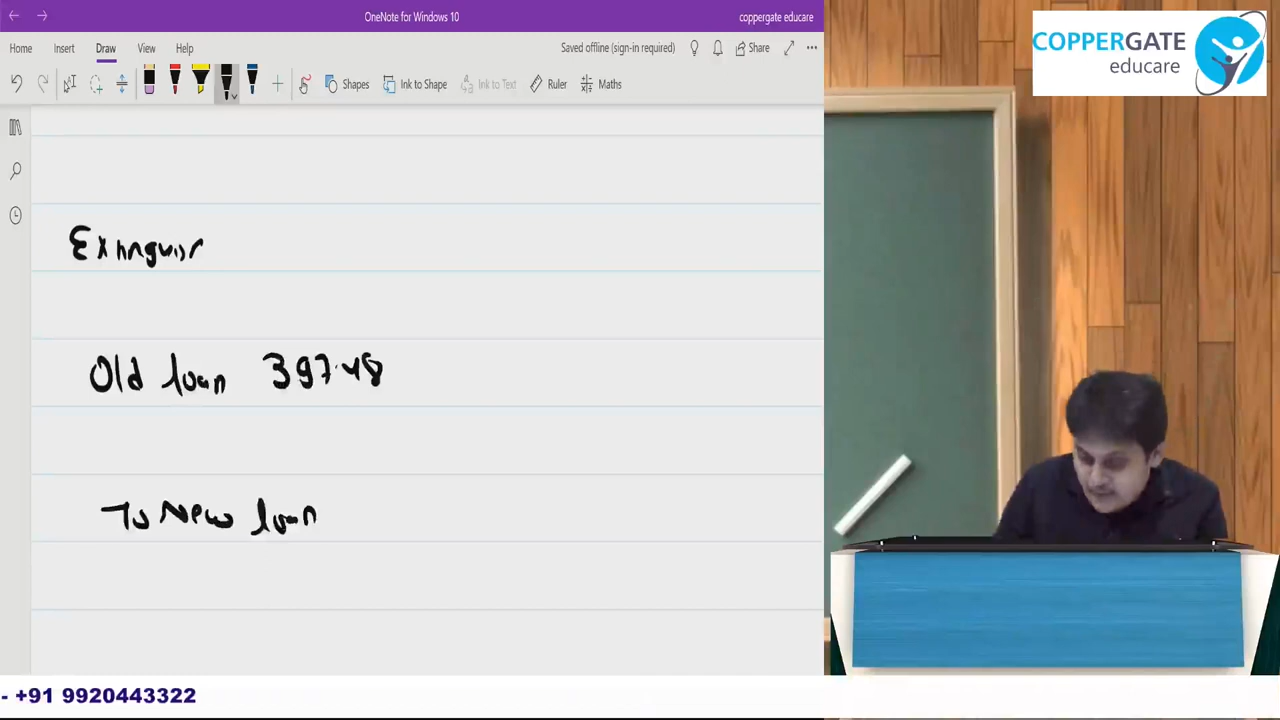 OneNote for Windows 10
coppergate educare
Home Insert Draw View Help
Saved offline (sign-in required) Share
Shapes Ink to Shape Ink to Text Ruler Maths
COPPERGATE
educare
Old loan 397.48
To New loan
- +91 9920443322